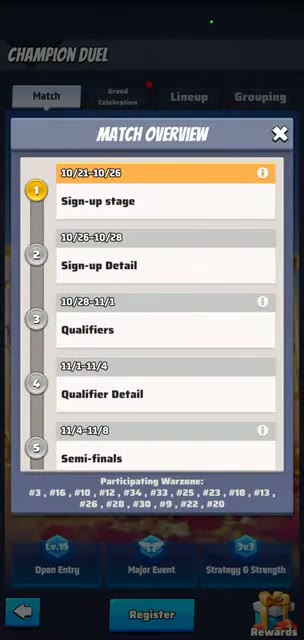 CHAMPION DUEL
Match
Grand
Celebration
Lineup
Grouping
MATCH OVERVIEW
10/21-10/26
1
Sign-up stage
10/26-10/28
2
Sign-up Detail
10/28-11/1
3
Qualifiers
11/1-11/4
4
Qualifier Detail
11/4-11/8
5
Semi-finals
Participating Warzone:
#3 , #16 , #10 , #12 , #34 , #33 , #25 , #23 , #18 , #13 ,
#26 , #28 , #30 , #9 , #22 , #20
Lv.15
3v3
Open Entry
Major Event
Strategy & Strength
Register
Rewards